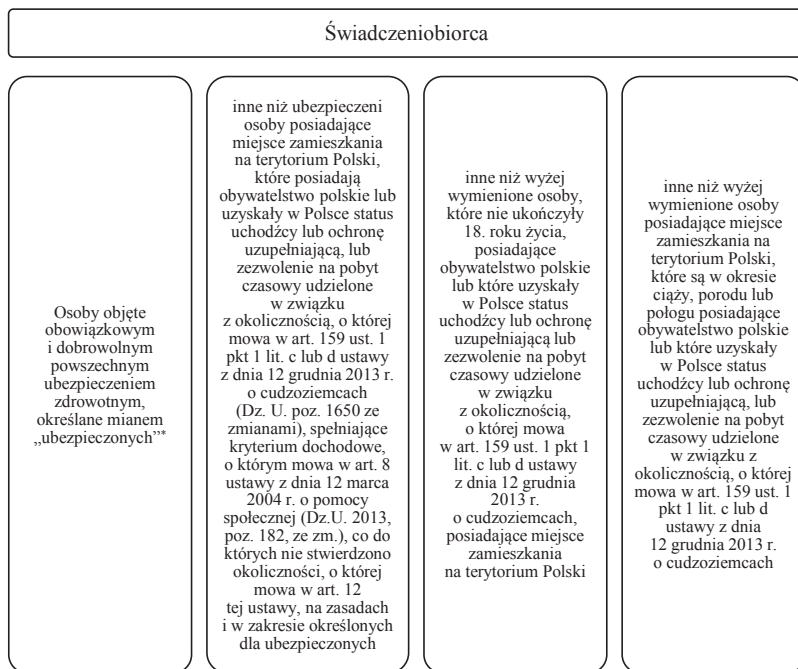 Świadczeniobiorca
Osoby objęte
obowiązkowym
i dobrowolnym
powszechnym
ubezpieczeniem
zdrowotnym,
określane mianem
„ubezpieczonych”*
inne niż ubezpieczeni
osoby posiadające
miejsce zamieszkania
na terytorium Polski,
które posiadają
obywatelstwo polskie lub
uzyskały w Polsce status
uchodźcy lub ochronę
uzupełniającą, lub
zezwolenie na pobyt
czasowy udzielone
w związku
z okolicznością, o której
mowa w art. 159 ust. 1
pkt 1 lit. c lub d ustawy
z dnia 12 grudnia 2013 r.
o cudzoziemcach
(Dz. U. poz. 1650 ze
zmianami), spełniające
kryterium dochodowe,
o którym mowa w art. 8
ustawy z dnia 12 marca
2004 r. o pomocy
społecznej (Dz.U. 2013,
poz. 182, ze zm.), co do
których nie stwierdzono
okoliczności, o której
mowa w art. 12
tej ustawy, na zasadach
i w zakresie określonych
dla ubezpieczonych
inne niż wyżej
wymienione osoby,
które nie ukończyły
18. roku życia,
posiadające
obywatelstwo polskie
lub które uzyskały
w Polsce status
uchodźcy lub ochronę
uzupełniającą lub
zezwolenie na pobyt
czasowy udzielone
w związku
z okolicznością,
o której mowa
w art. 159 ust. 1 pkt 1
lit. c lub d ustawy
z dnia 12 grudnia
2013 r.
o cudzoziemcach,
posiadające miejsce
zamieszkania
na terytorium Polski
inne niż wyżej
wymienione osoby
posiadające miejsce
zamieszkania na
terytorium Polski,
które są w okresie
ciąży, porodu lub
połogu posiadające
obywatelstwo polskie
lub które uzyskały
w Polsce status
uchodźcy lub ochronę
uzupełniającą, lub
zezwolenie na pobyt
czasowy udzielone
w związku z
okolicznością, o której
mowa w art. 159 ust. 1
pkt 1 lit. c lub d
ustawy z dnia
12 grudnia 2013 r.
o cudzoziemcach